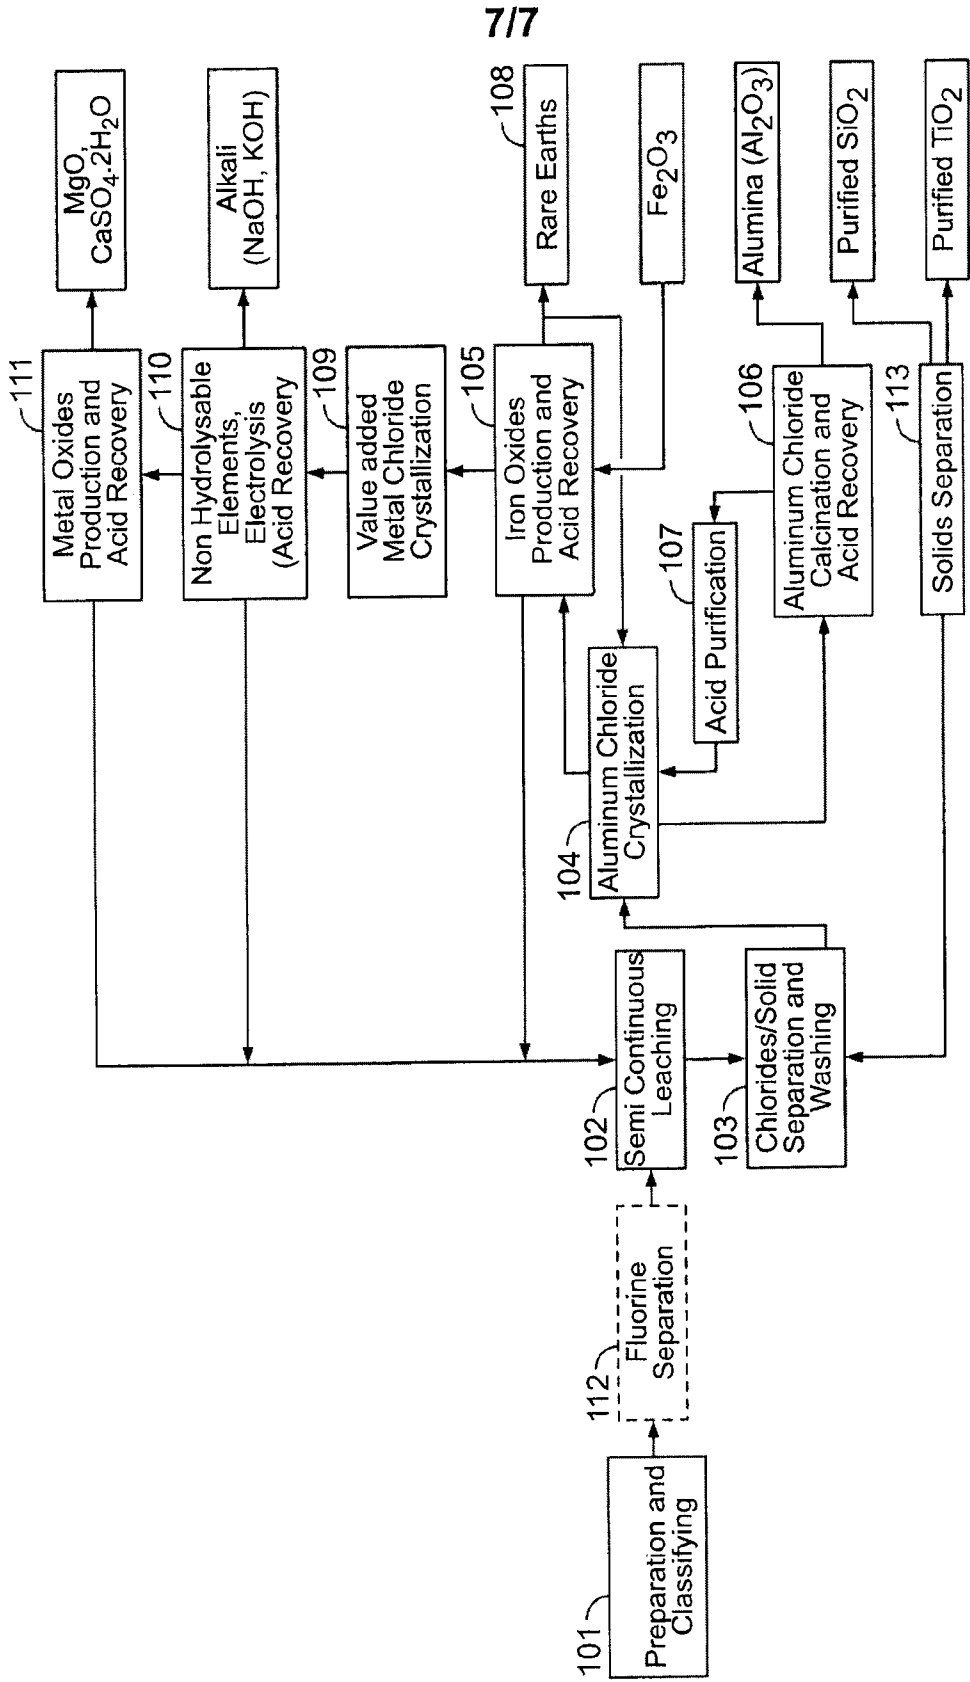 7/7
MgO,
CaSO4.2H2O
Alkali
(NaOH, KOH)
108
Rare Earths
Fe2O3
Alumina (Al2O3)
Purified SiO2
Purified TiO2
111
Metal Oxides
Production and
Acid Recovery
110
Non Hydrolysable
Elements,
Electrolysis
(Acid Recovery)
109
Value added
Metal Chloride
Crystallization
105
Iron Oxides
Production and
Acid Recovery
106
Aluminum Chloride
Calcination and
Acid Recovery
113
Solids Separation
107
Acid Purification
104
Aluminum Chloride
Crystallization
102
Semi Continuous
Leaching
103
Chlorides/Solid
Separation and
Washing
112
Fluorine
Separation
101
Preparation and
Classifying